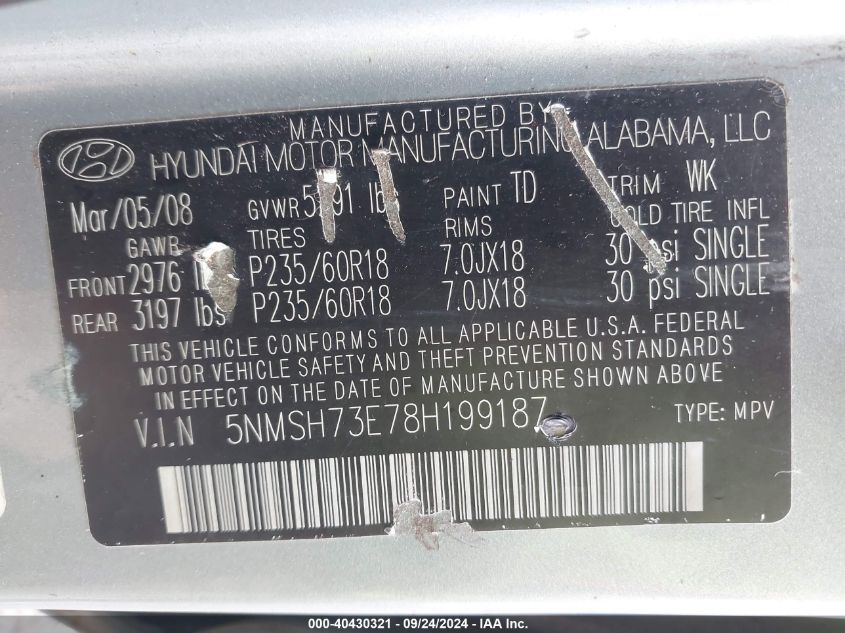 MANUFACTURED BY
HYUNDAI MOTOR MANUFACTURING ALABAMA, LLC
Mar/05/08 GVWR lbs PAINT TD TRIM WK
GAWR TIRES RIMS COLD TIRE INFL
FRONT 2976 P235/60R18 7.0JX18 30 psi SINGLE
REAR 3197 lbs P235/60R18 7.0JX18 30 psi SINGLE
THIS VEHICLE CONFORMS TO ALL APPLICABLE U.S.A. FEDERAL
MOTOR VEHICLE SAFETY AND THEFT PREVENTION STANDARDS
IN EFFECT ON THE DATE OF MANUFACTURE SHOWN ABOVE
V.I.N 5NMSH73E78H199187 TYPE: MPV
000-40430321 - 09/24/2024 - IAA Inc.